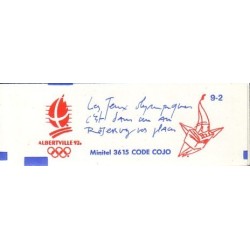 9-2
Les Jeux Olympiques
c'est dans un an
Réservez vos places
ALBERTVILLE 92
Minitel 3615 CODE COJO